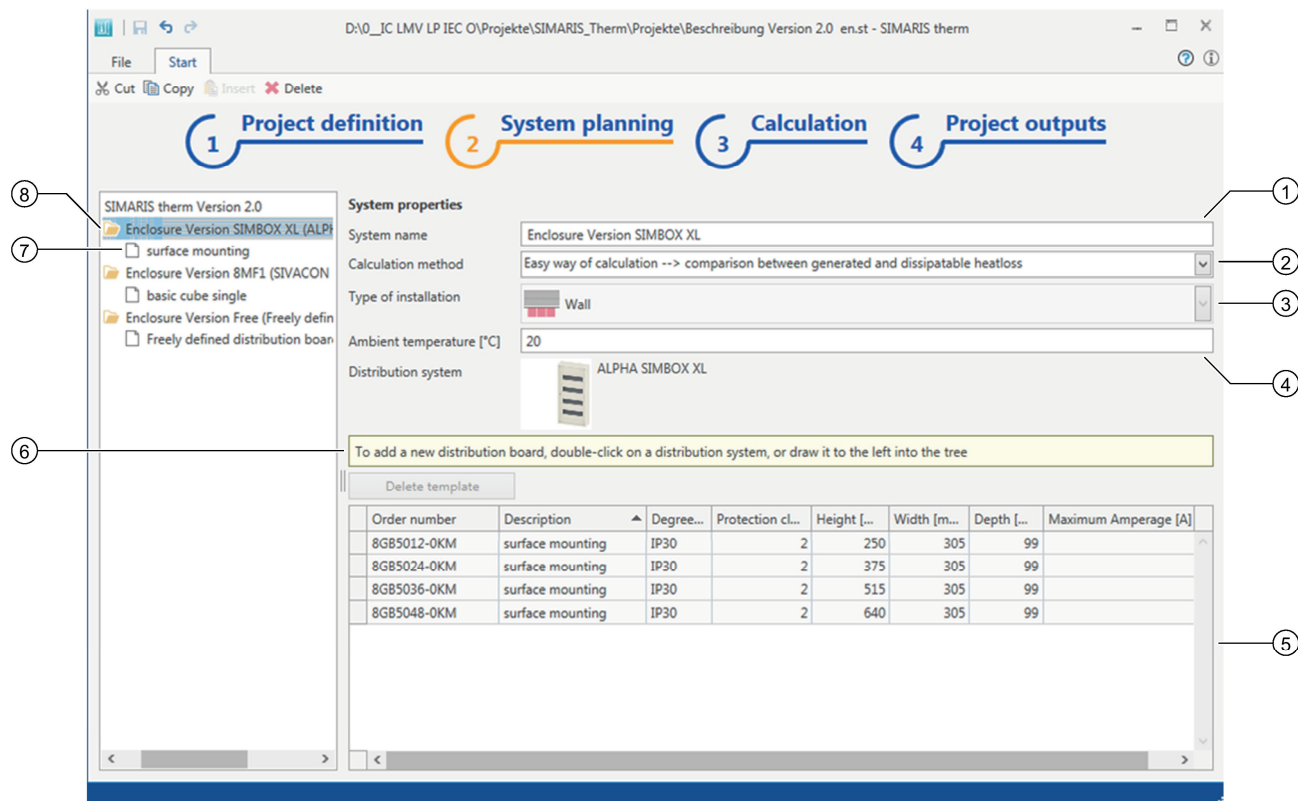 D:\0__IC LMV LP IEC O\Projekte\SIMARIS_Therm\Projekte\Beschreibung Version 2.0 en.st - SIMARIS therm
File Start
Cut Copy Insert Delete
1 Project definition 2 System planning 3 Calculation 4 Project outputs
8
7
SIMARIS therm Version 2.0
Enclosure Version SIMBOX XL (ALPH
surface mounting
Enclosure Version 8MF1 (SIVACON
basic cube single
Enclosure Version Free (Freely defin
Freely defined distribution boar
System properties
System name Enclosure Version SIMBOX XL
1
Calculation method Easy way of calculation --> comparison between generated and dissipatable heatloss
2
Type of installation Wall
3
Ambient temperature [°C] 20
4
Distribution system ALPHA SIMBOX XL
6
To add a new distribution board, double-click on a distribution system, or draw it to the left into the tree
Delete template
Order number Description Degree... Protection cl... Height [... Width [m... Depth [... Maximum Amperage [A]
8GB5012-0KM surface mounting IP30 2 250 305 99
8GB5024-0KM surface mounting IP30 2 375 305 99
8GB5036-0KM surface mounting IP30 2 515 305 99
8GB5048-0KM surface mounting IP30 2 640 305 99
5